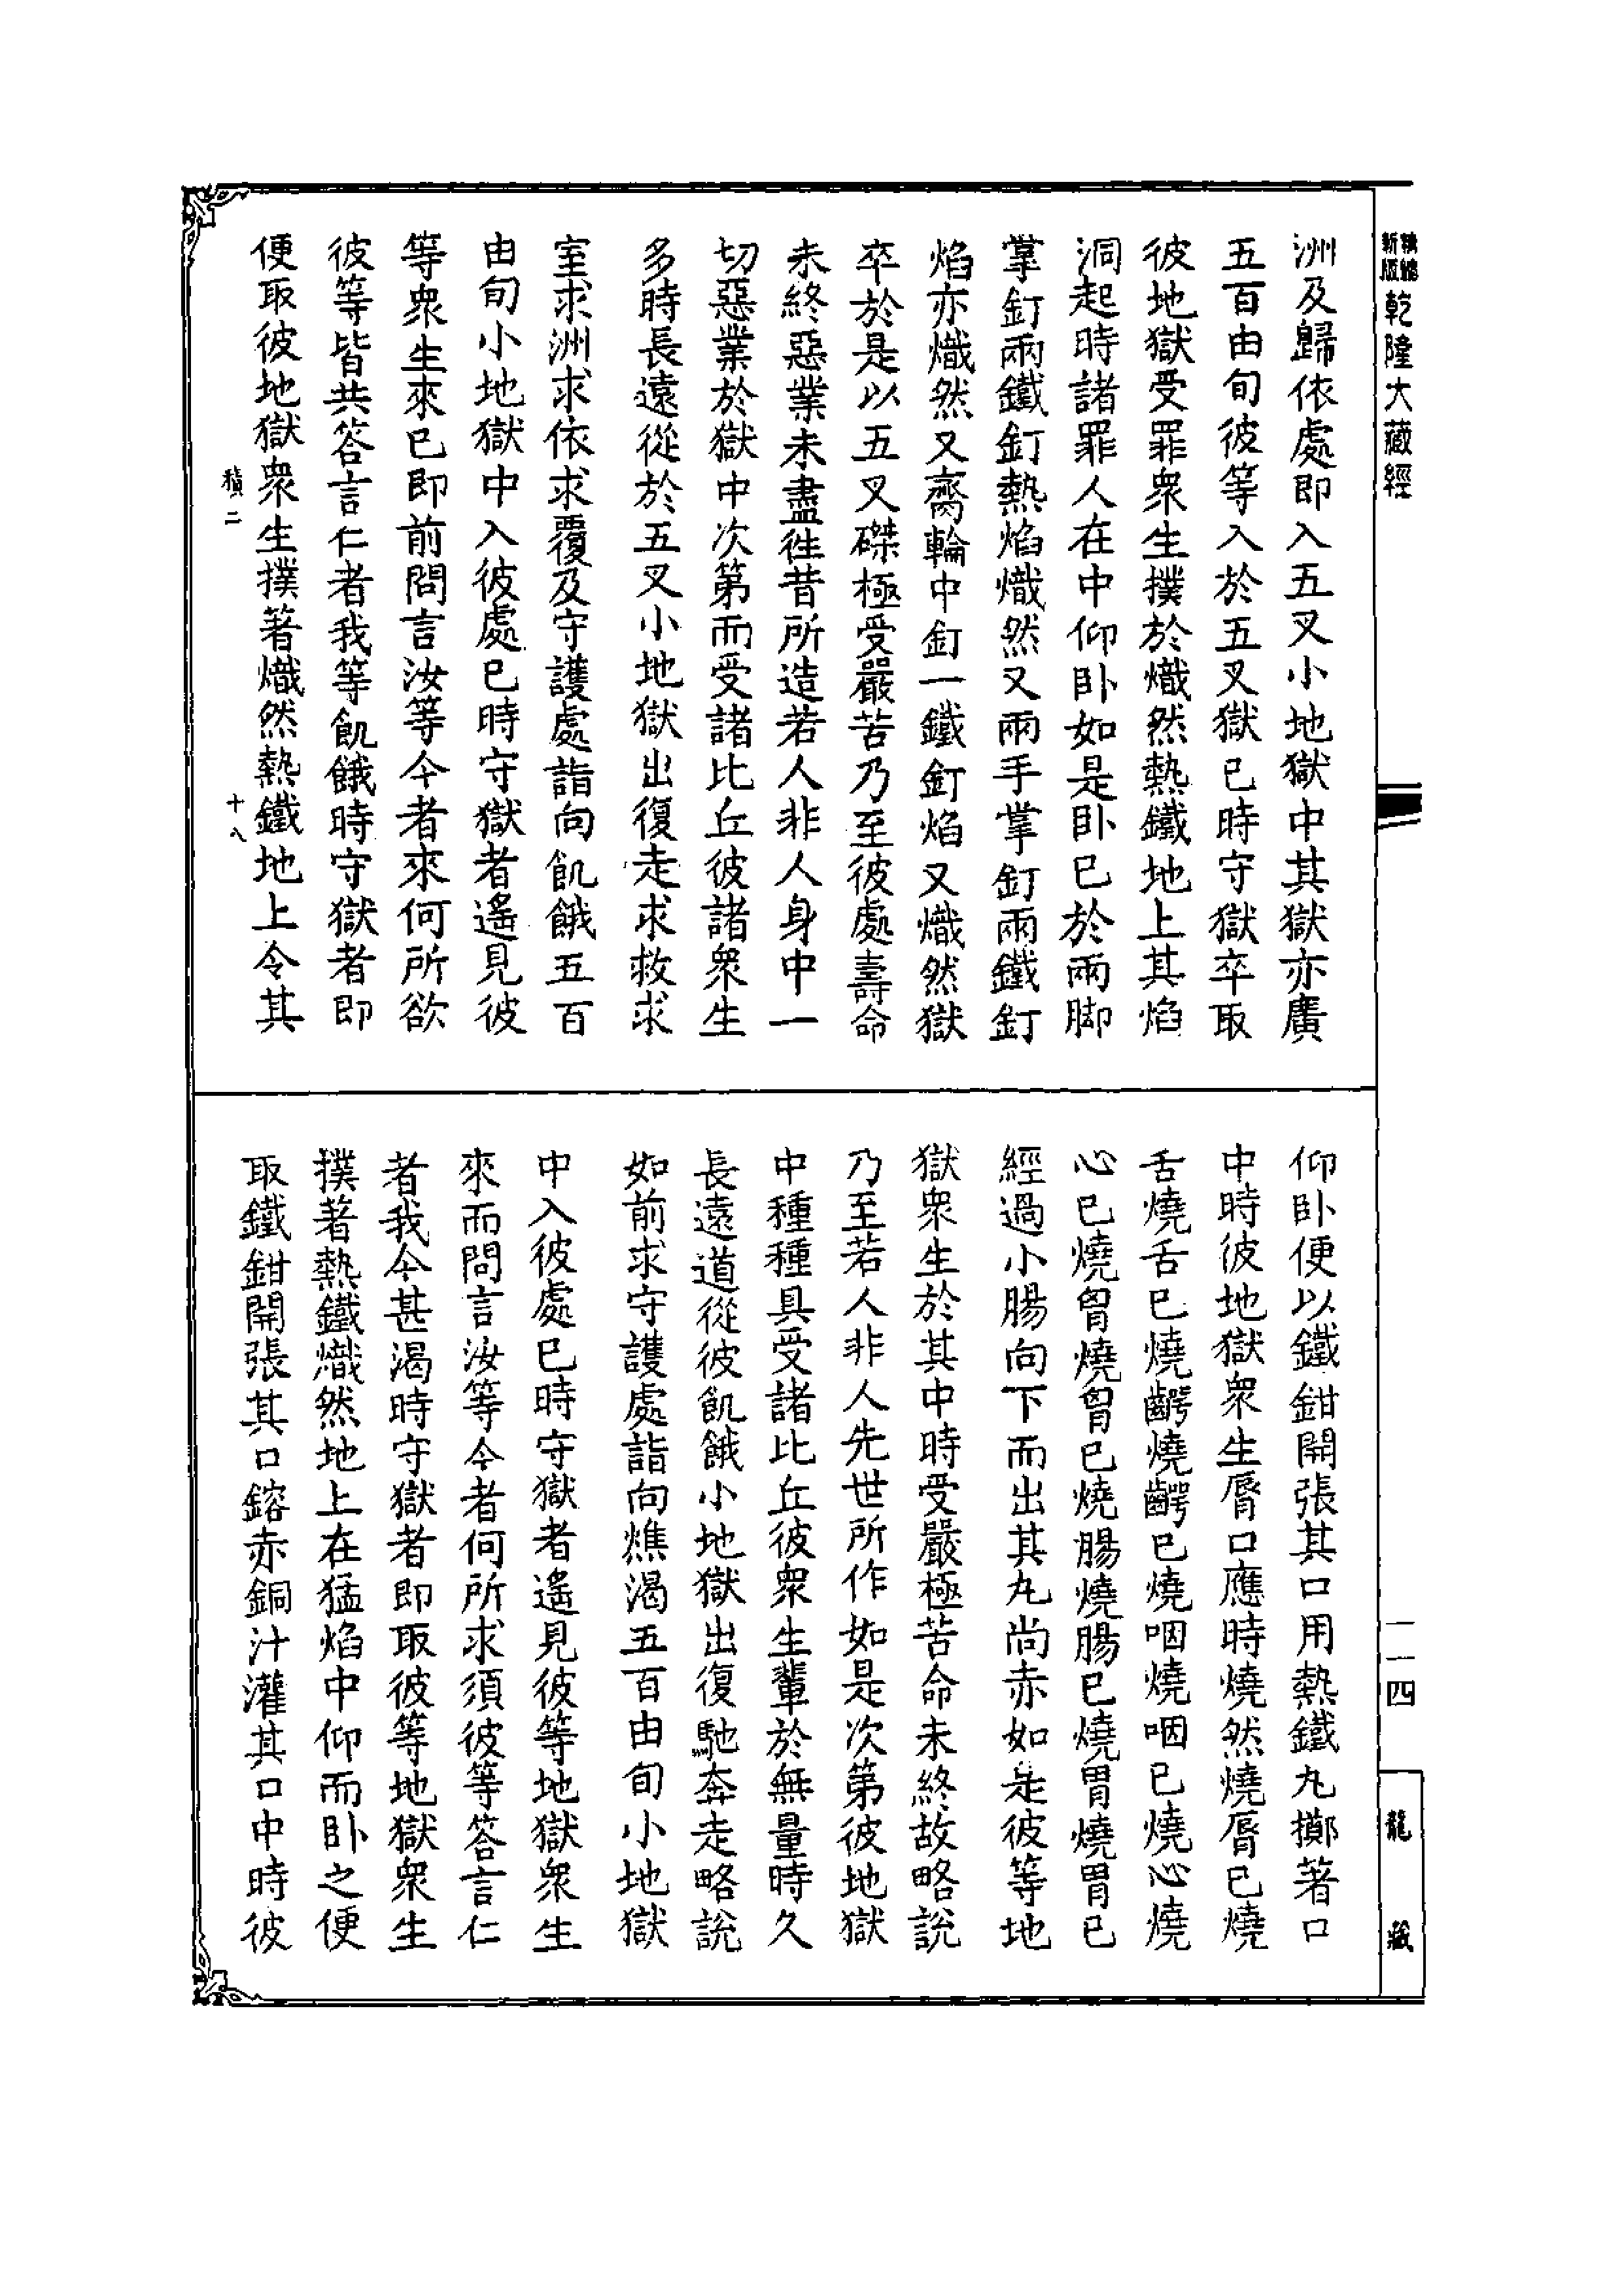 新編縮版
乾隆大藏經
洲及歸依處即入五叉小地獄中其獄亦廣
五百由旬彼等入於五叉獄已時守獄卒取
彼地獄受罪衆生撲於熾然熱鐵地上其焰
洞起時諸罪人在中仰卧如是卧已於兩脚
掌釘兩鐵釘熱焰熾然又兩手掌釘兩鐵釘
焰亦熾然又臍輪中釘一鐵釘焰又熾然獄
卒於是以五叉磔極受嚴苦乃至彼處壽命
未終惡業未盡徃昔所造若人非人身中一
切惡業於獄中次第而受諸比丘彼諸衆生
多時長遠從於五叉小地獄出復走求救求
室求洲求依求覆及守護處詣向飢餓五百
由旬小地獄中入彼處已時守獄者遙見彼
等衆生來已即前問言汝等今者來何所欲
彼等皆共答言仁者我等飢餓時守獄者即
便取彼地獄衆生撲著熾然熱鐵地上令其
積二
十八
仰卧便以鐵鉗開張其口用熱鐵丸擲著口
中時彼地獄衆生脣口應時燒然燒脣已燒
舌燒舌已燒齶燒齶已燒咽燒咽已燒心燒
心已燒胷燒胷已燒腸燒腸已燒胃燒胃已
經過小腸向下而出其丸尚赤如是彼等地
獄衆生於其中時受嚴極苦命未終故略說
乃至若人非人先世所作如是次第彼地獄
中種種具受諸比丘彼衆生輩於無量時久
長遠道從彼飢餓小地獄出復馳奔走略說
如前求守護處詣向燋渴五百由旬小地獄
中入彼處已時守獄者遙見彼等地獄衆生
來而問言汝等今者何所求須彼等答言仁
者我今甚渴時守獄者即取彼等地獄衆生
撲著熱鐵熾然地上在猛焰中仰而卧之便
取鐵鉗開張其口鎔赤銅汁灌其口中時彼
一一四
龍藏